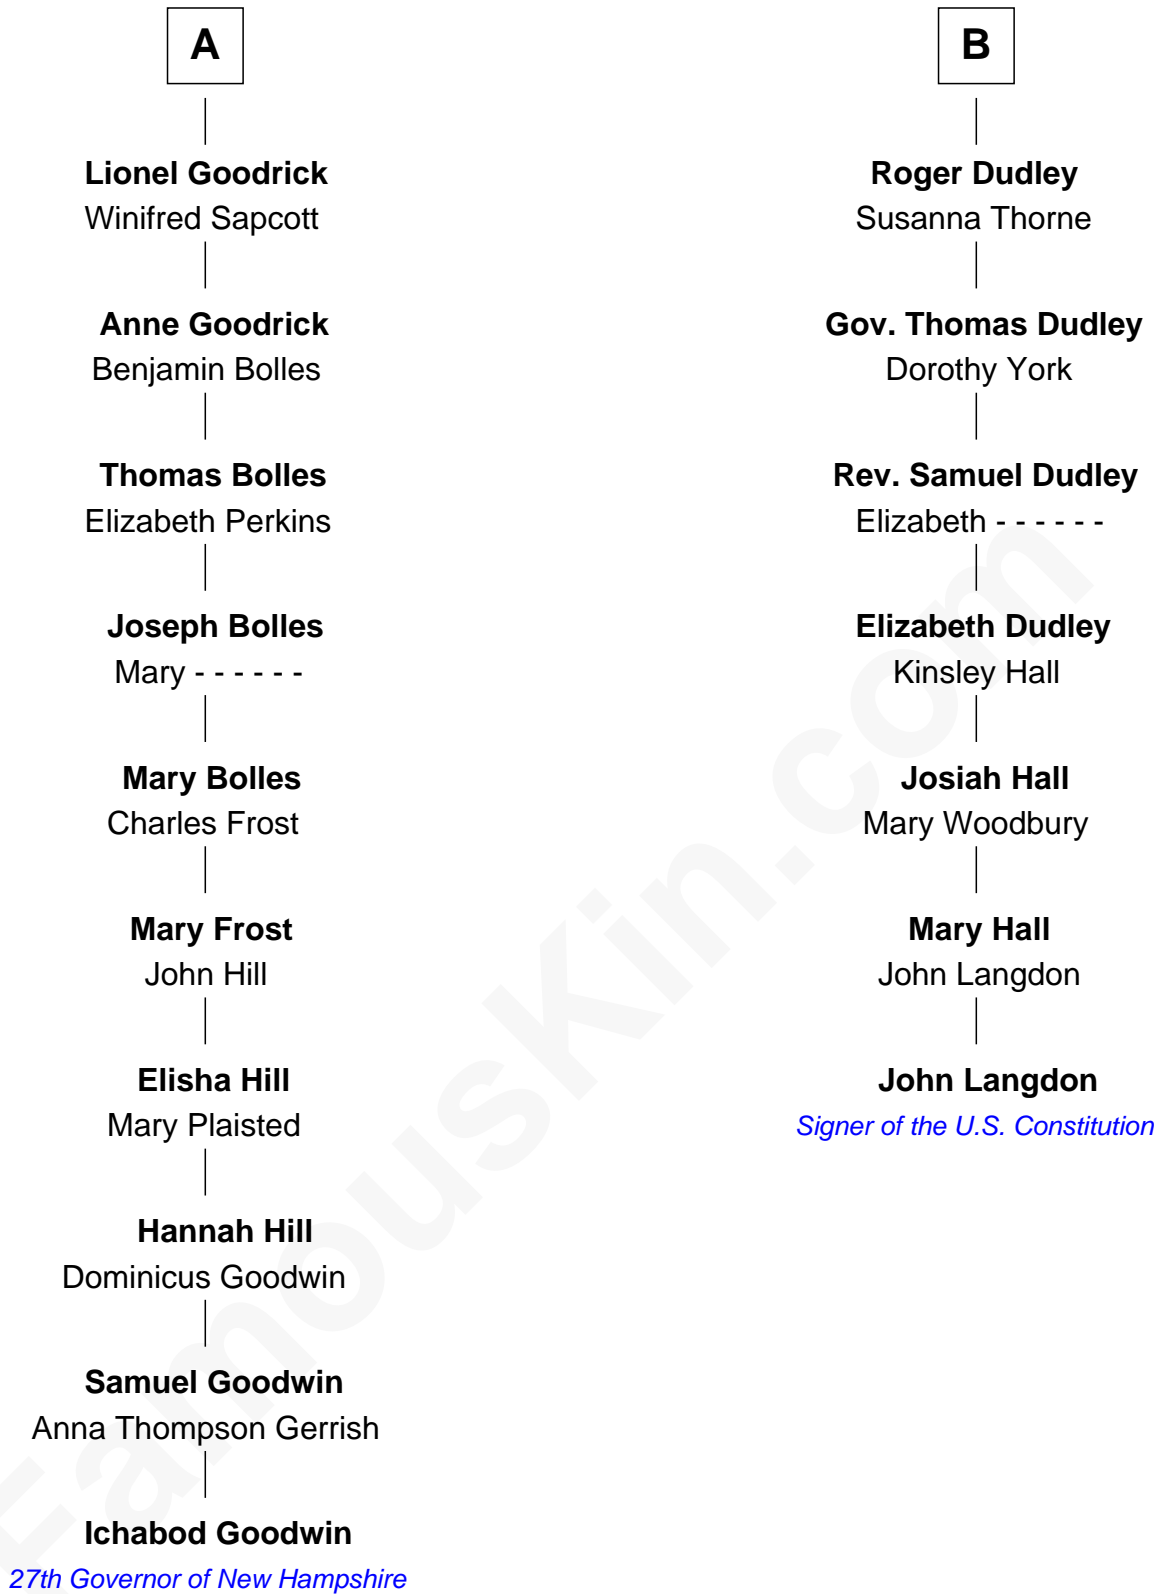 A
Lionel Goodrick
Winifred Sapcott
Anne Goodrick
Benjamin Bolles
Thomas Bolles
Elizabeth Perkins
Joseph Bolles
Mary - - - - - -
Mary Bolles
Charles Frost
Mary Frost
John Hill
Elisha Hill
Mary Plaisted
Hannah Hill
Dominicus Goodwin
Samuel Goodwin
Anna Thompson Gerrish
Ichabod Goodwin
27th Governor of New Hampshire
B
Roger Dudley
Susanna Thorne
Gov. Thomas Dudley
Dorothy York
Rev. Samuel Dudley
Elizabeth - - - - - -
Elizabeth Dudley
Kinsley Hall
Josiah Hall
Mary Woodbury
Mary Hall
John Langdon
John Langdon
Signer of the U.S. Constitution
FamousKin.com